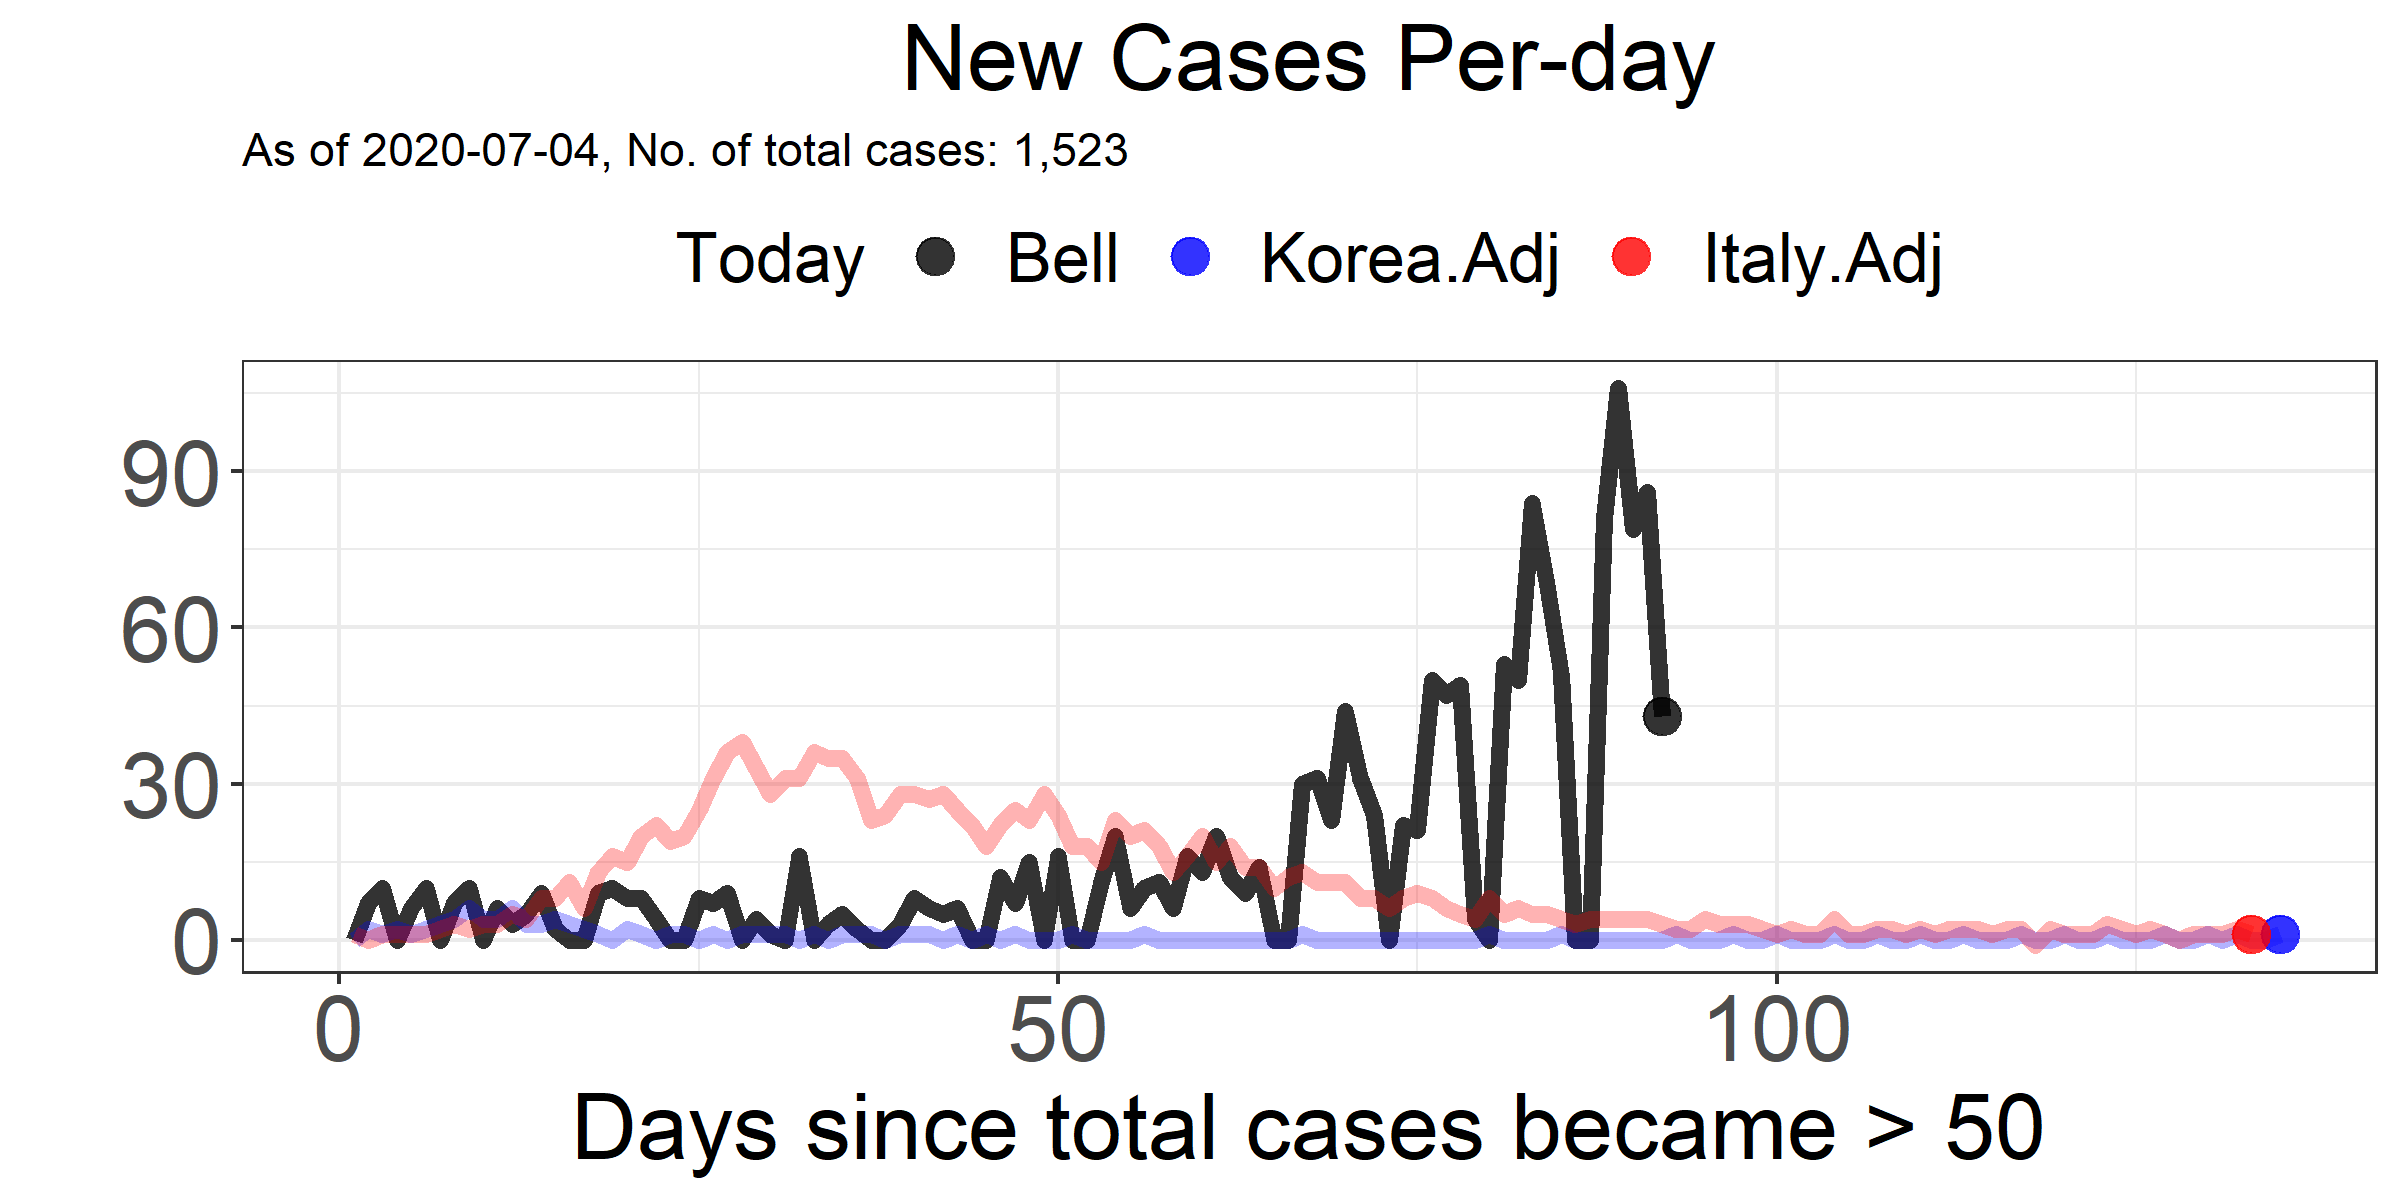 New Cases Per-day
As of 2020-07-04, No. of total cases: 1,523
Today Bell Korea.Adj Italy.Adj
90
60
30
0
0 50 100
Days since total cases became > 50